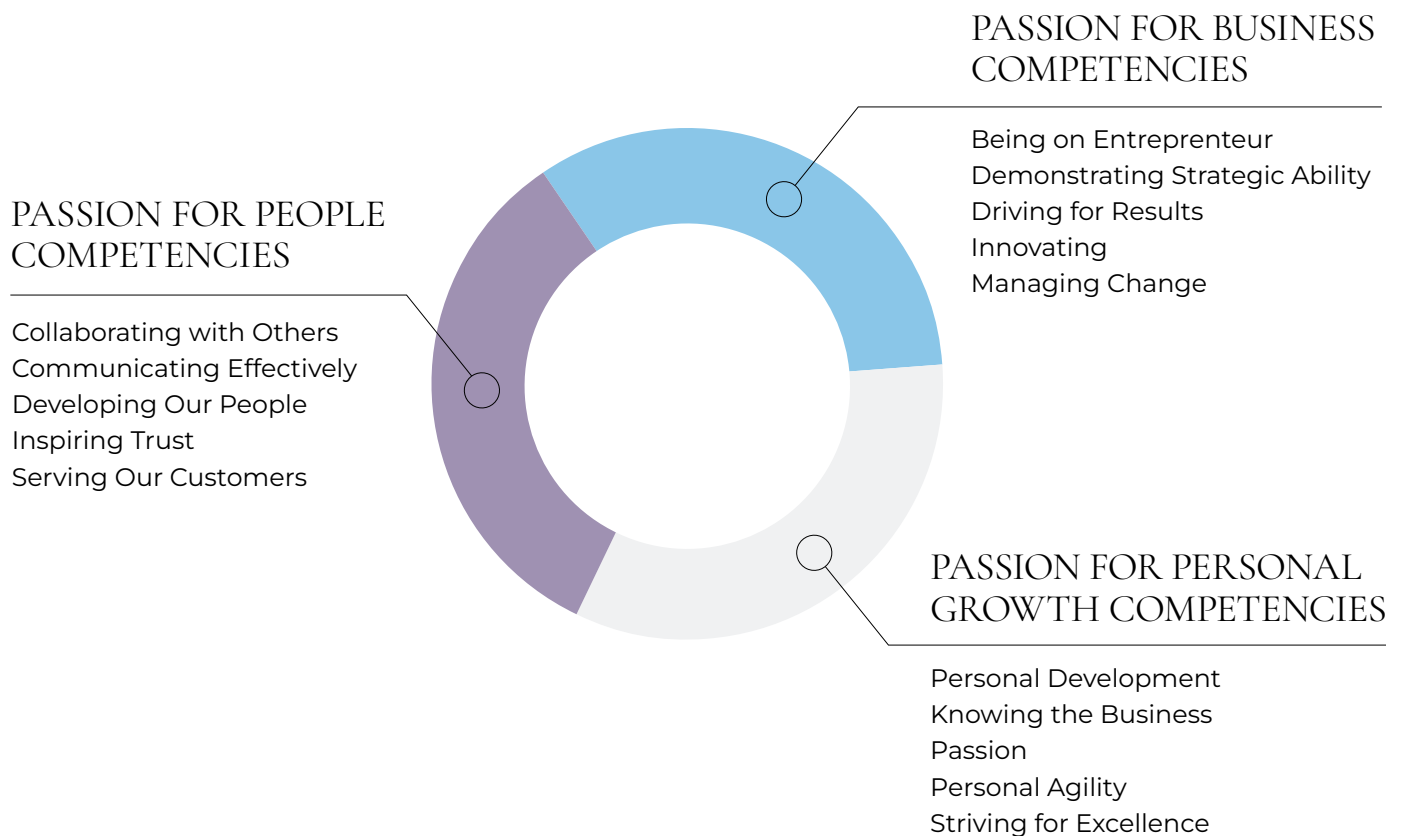 PASSION FOR BUSINESS
COMPETENCIES
Being on Entreprenteur
Demonstrating Strategic Ability
Driving for Results
Innovating
Managing Change
PASSION FOR PEOPLE
COMPETENCIES
Collaborating with Others
Communicating Effectively
Developing Our People
Inspiring Trust
Serving Our Customers
PASSION FOR PERSONAL
GROWTH COMPETENCIES
Personal Development
Knowing the Business
Passion
Personal Agility
Striving for Excellence